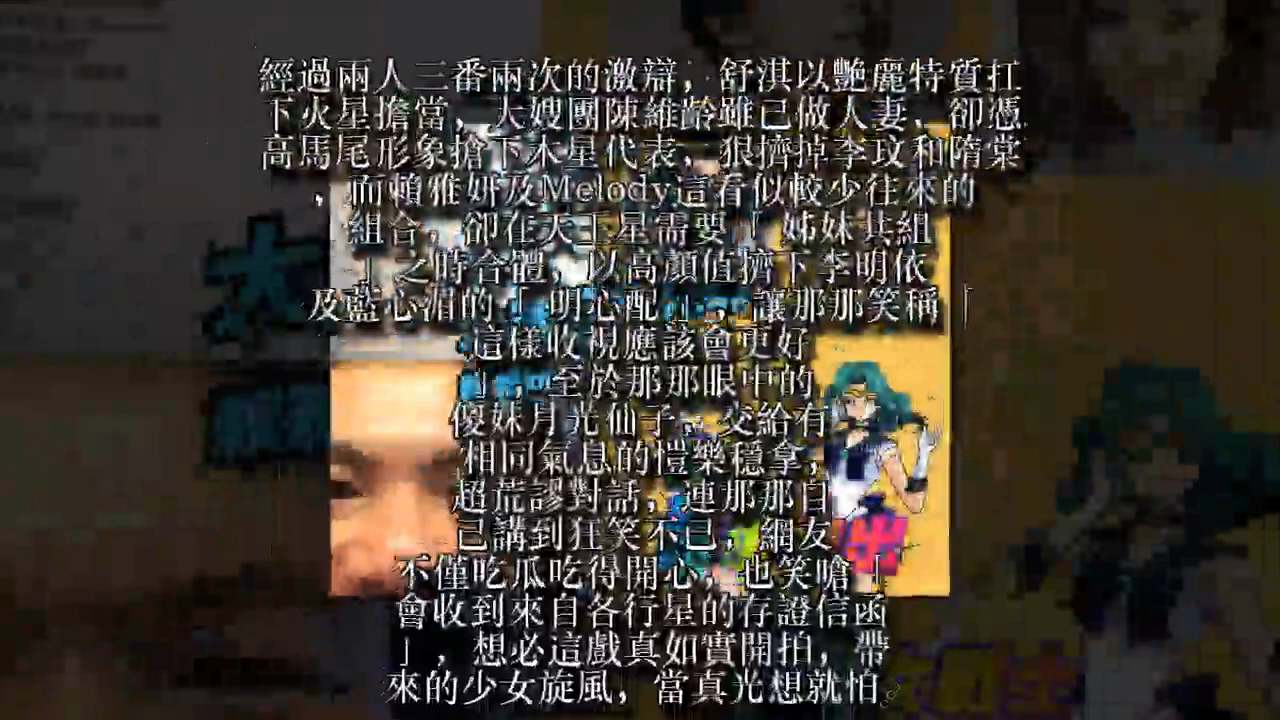 經過兩人三番兩次的激辯，舒淇以艷麗特質扛
下火星擔當、大嫂團陳維齡雖已做人妻、卻憑
高馬尾形象搶下木星代表，狠擠掉李玟和隋棠
，而賴雅妍及Melody這看似較少往來的
組合，卻在天王星需要「姊妹其組
」之時合體，以高顏值擠下李明依
及藍心湄的「明心配」，讓那那笑稱「
這樣收視應該會更好
」，至於那那眼中的
傻妹月光仙子，交給有
相同氣息的愷樂穩拿，
超荒謬對話，連那那自
己講到狂笑不已，網友
不僅吃瓜吃得開心，也笑嗆「
會收到來自各行星的存證信函
」，想必這戲真如實開拍，帶
來的少女旋風，當真光想就怕。